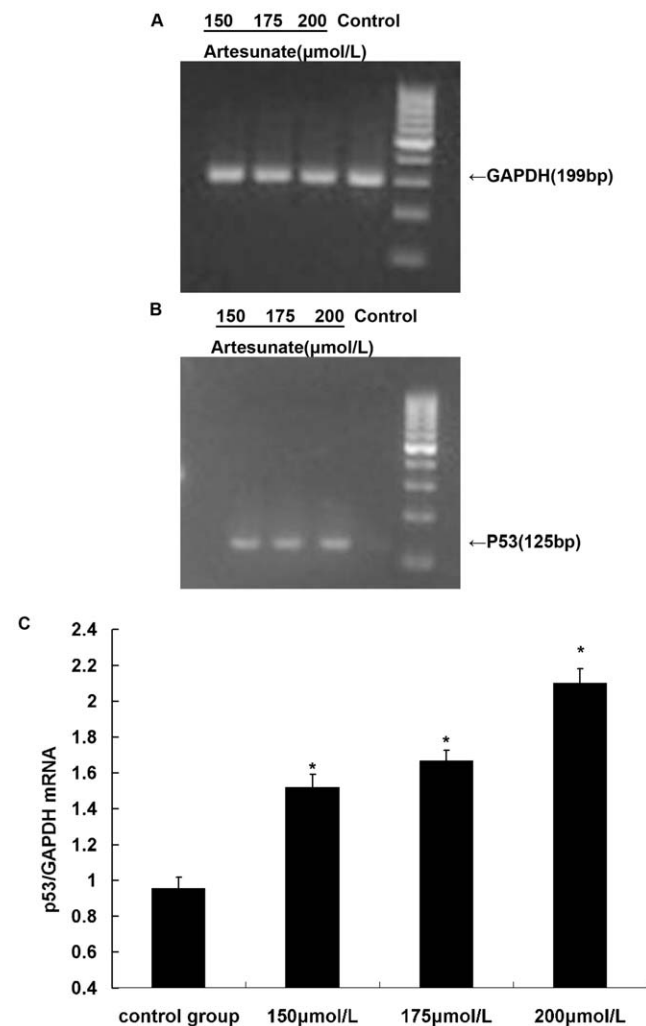 A
150 175 200 Control
Artesunate(μmol/L)
←GAPDH(199bp)
B
150 175 200 Control
Artesunate(μmol/L)
←P53(125bp)
C
p53/GAPDH mRNA
2.4
2.2
2
1.8
1.6
1.4
1.2
1
0.8
0.6
0.4
*
*
*
control group 150μmol/L 175μmol/L 200μmol/L